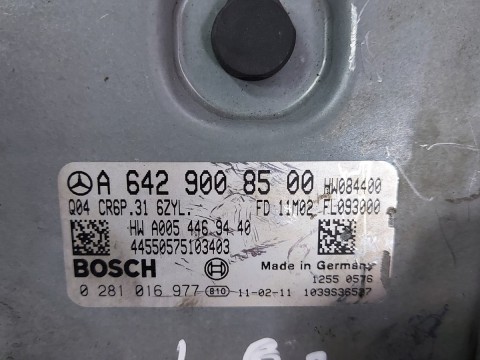 A 642 900 85 00 HW084400
Q04 CR6P.31 6ZYL. FD 11M02 FL093000
HW A005 446 94 40
44550575103403
BOSCH Made in Germany
1255 0576
0 281 016 977 810 11-02-11 1039S36507